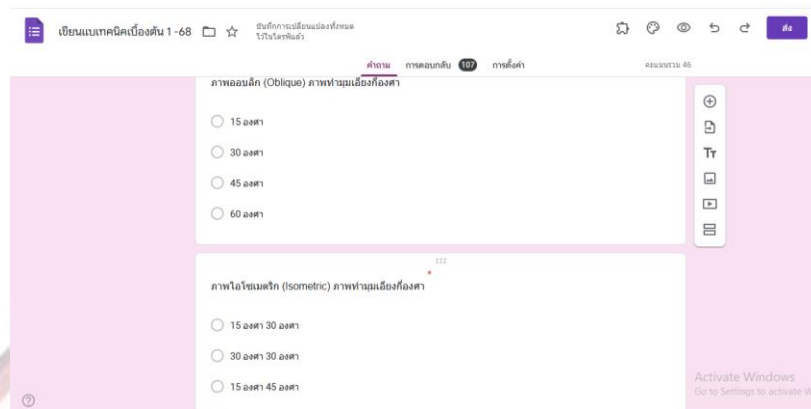 เขียนแบเทคนิคเบื้องต้น 1 -68
บันทึกการเปลี่ยนแปลงทั้งหมด
ไว้ในไดรฟ์แล้ว
ส่ง
คำถาม การตอบกลับ 107 การตั้งค่า
คะแนนรวม 46
ภาพออบลิก (Oblique) ภาพทำมุมเอียงกี่องศา
15 องศา
30 องศา
45 องศา
60 องศา
*
ภาพไอโซเมตริก (Isometric) ภาพทำมุมเอียงกี่องศา
15 องศา 30 องศา
30 องศา 30 องศา
15 องศา 45 องศา
Activate Windows
Go to Settings to activate W